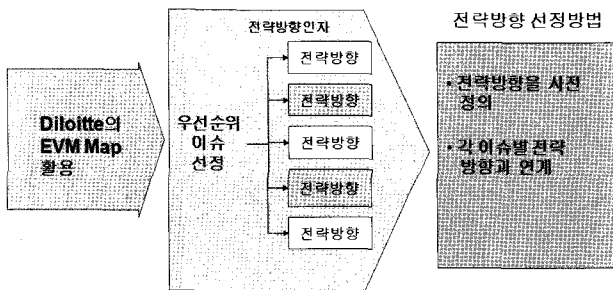 전략방향 선정방법
전략방향인자
전략방향
전략방향
전략방향
전략방향
전략방향
Diloitte의
EVM Map
활용
우선순위
이슈
선정
• 전략방향을 사전
정의
• 각 이슈별 전략
방향과 연계